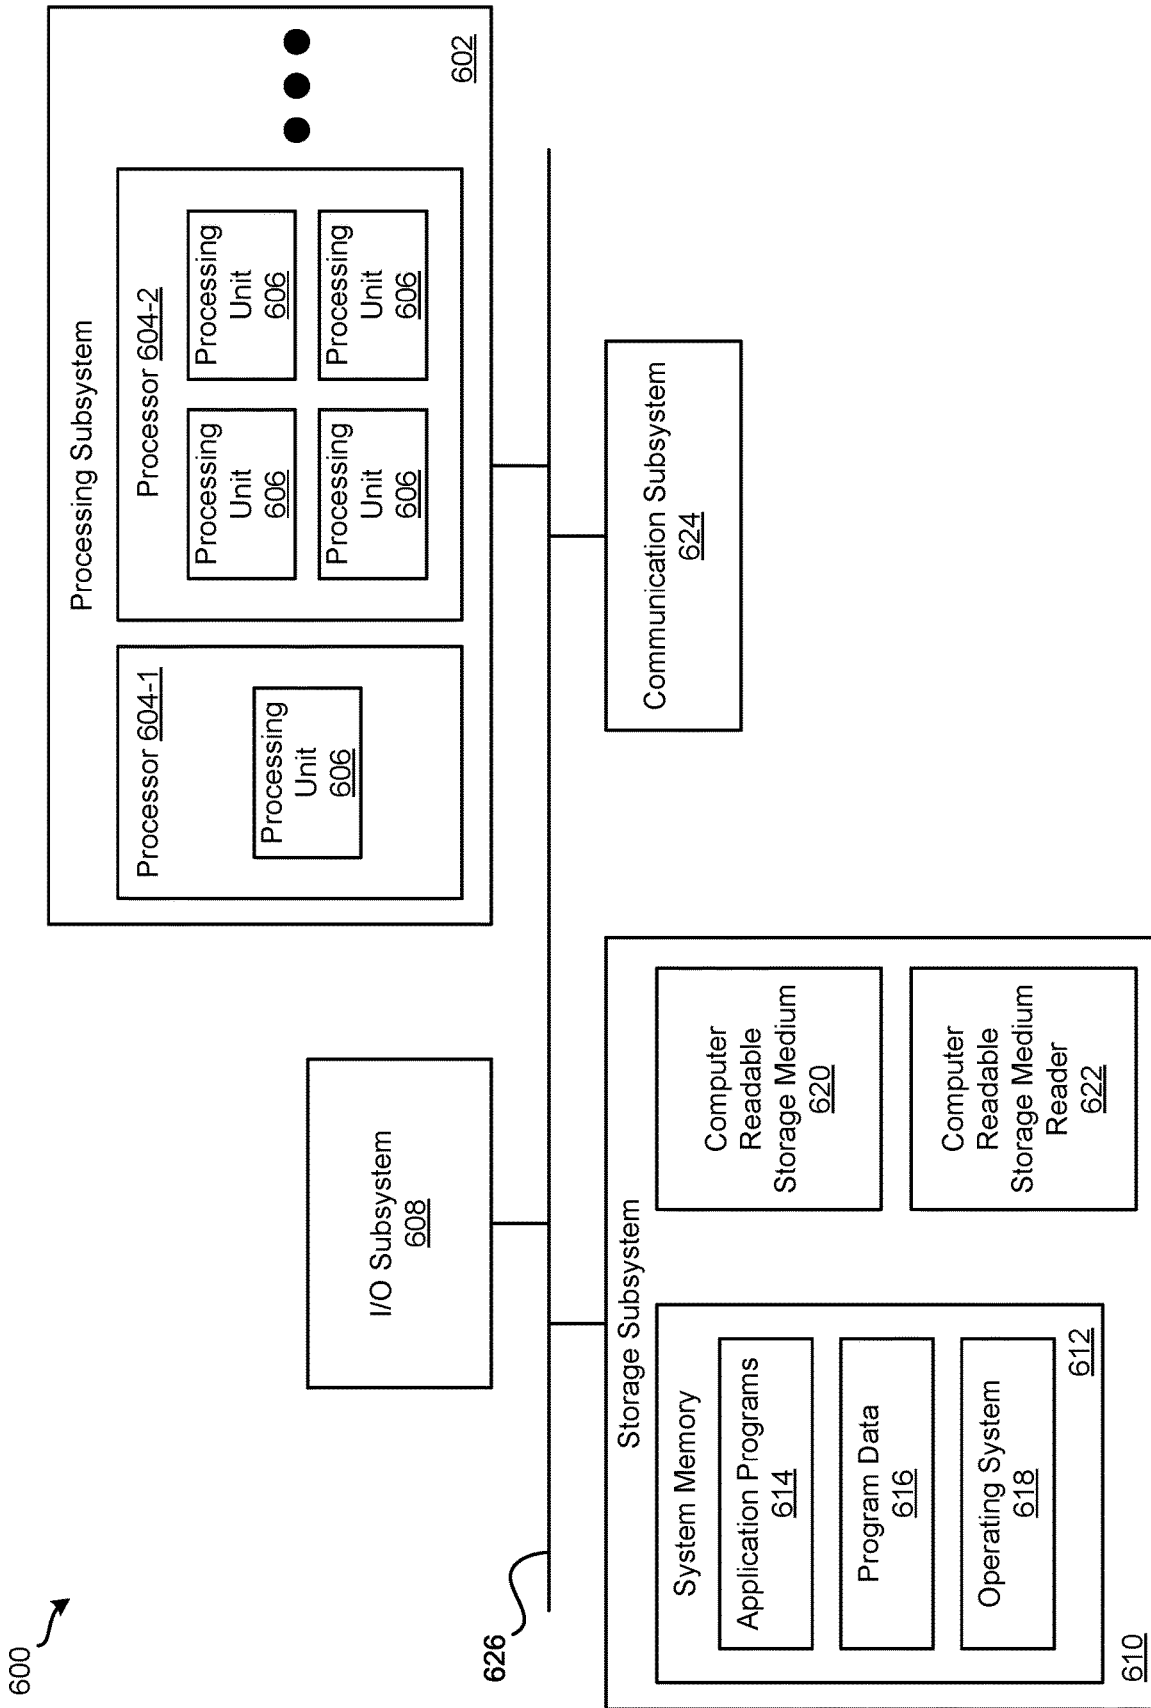 600
I/O Subsystem
608
Processing Subsystem
Processor 604-1
Processing
Unit
606
Processor 604-2
Processing
Unit
606
Processing
Unit
606
Processing
Unit
606
Processing
Unit
606
602
626
Storage Subsystem
System Memory
Application Programs
614
Program Data
616
Operating System
618
612
610
Computer
Readable
Storage Medium
620
Computer
Readable
Storage Medium
Reader
622
Communication Subsystem
624